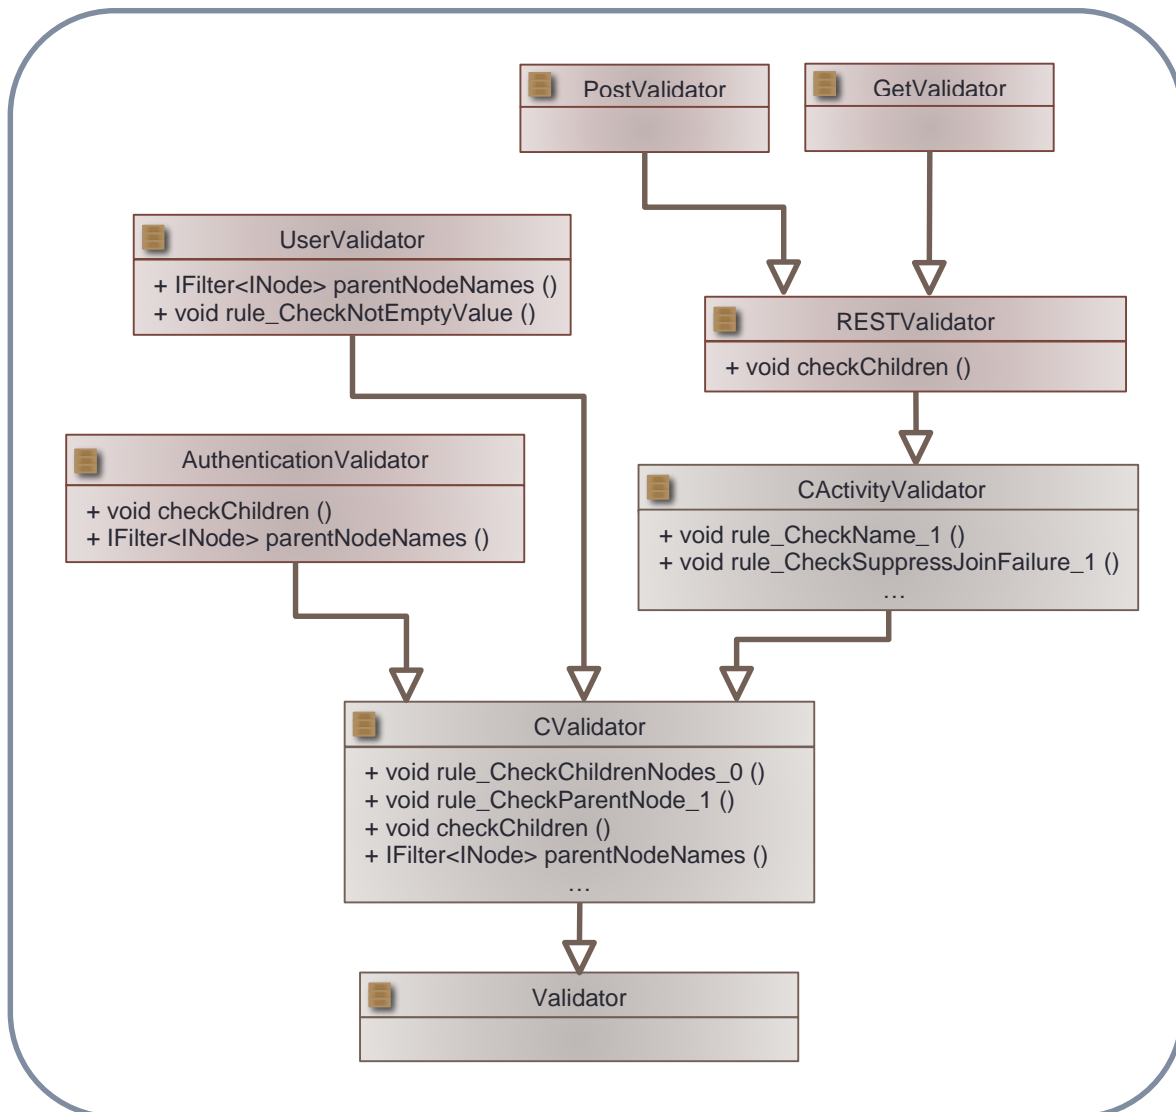 PostValidator
GetValidator
UserValidator
+ IFilter<INode> parentNodeNames ()
+ void rule_CheckNotEmptyValue ()
RESTValidator
+ void checkChildren ()
AuthenticationValidator
+ void checkChildren ()
+ IFilter<INode> parentNodeNames ()
CActivityValidator
+ void rule_CheckName_1 ()
+ void rule_CheckSuppressJoinFailure_1 ()
...
CValidator
+ void rule_CheckChildrenNodes_0 ()
+ void rule_CheckParentNode_1 ()
+ void checkChildren ()
+ IFilter<INode> parentNodeNames ()
...
Validator